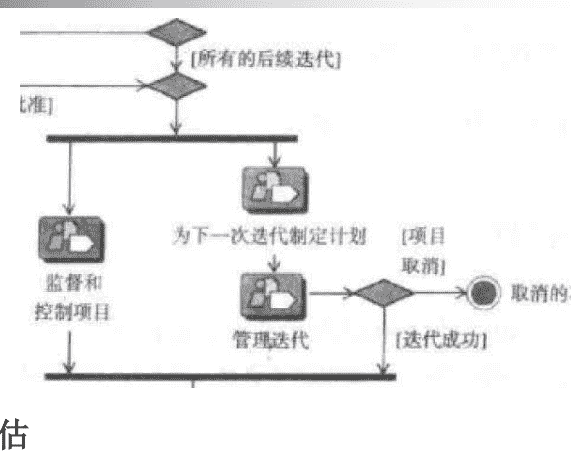 [所有的后续迭代]
批准]
为下一次迭代制定计划
[项目
取消]
监督和
控制项目
取消的
管理迭代
[迭代成功]
估